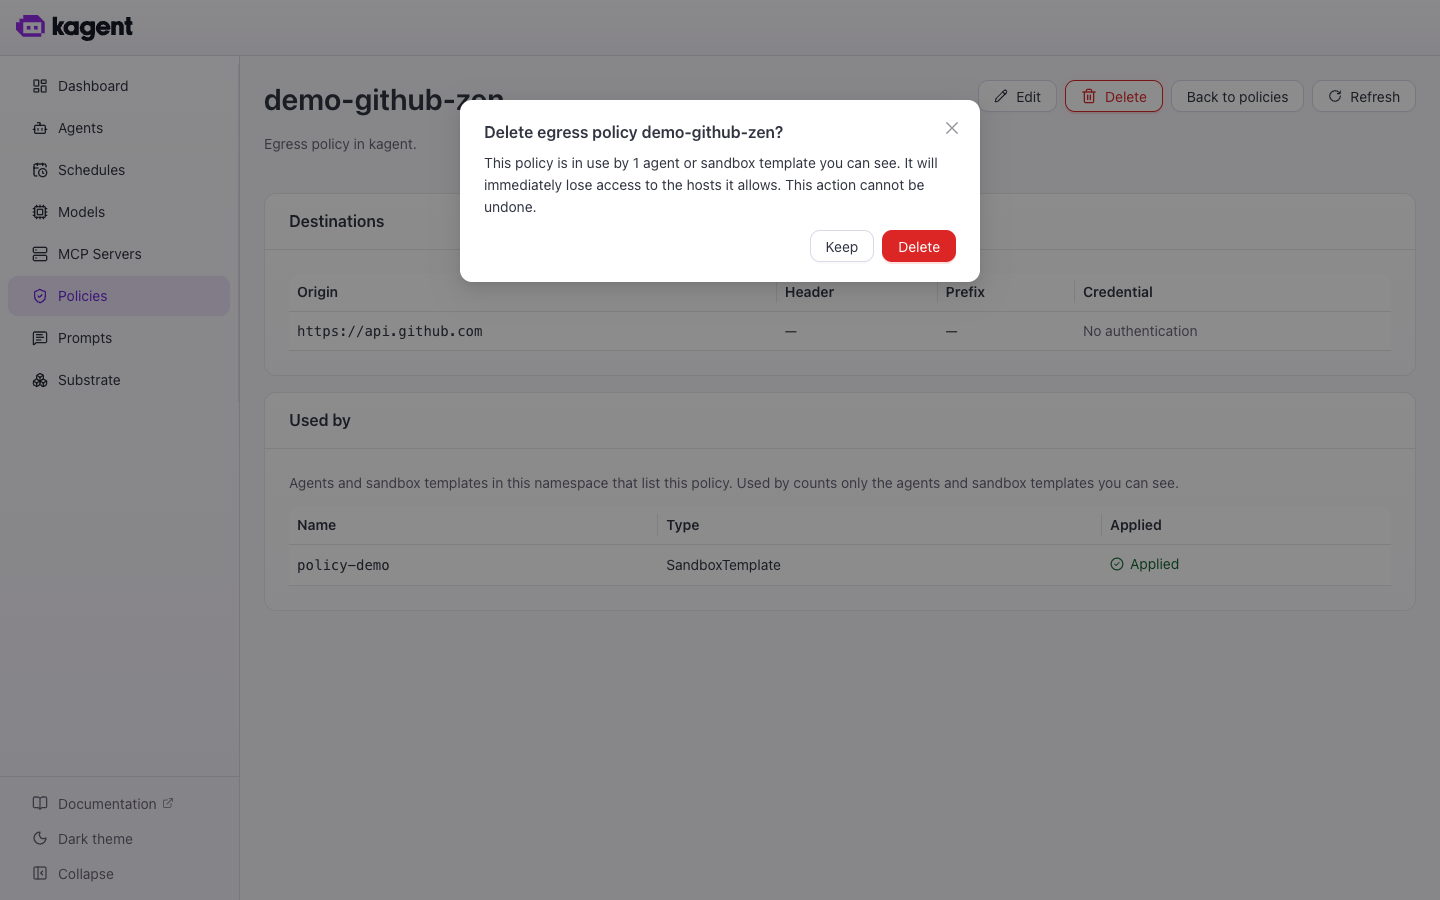 kagent
Dashboard
Agents
Schedules
Models
MCP Servers
Policies
Prompts
Substrate
Documentation
Dark theme
Collapse
demo-github-zen
Edit
Delete
Back to policies
Refresh
Egress policy in kagent.
Delete egress policy demo-github-zen?
This policy is in use by 1 agent or sandbox template you can see. It will
immediately lose access to the hosts it allows. This action cannot be
undone.
Keep
Delete
Destinations
Origin
Header
Prefix
Credential
https://api.github.com
—
—
No authentication
Used by
Agents and sandbox templates in this namespace that list this policy. Used by counts only the agents and sandbox templates you can see.
Name
Type
Applied
policy-demo
SandboxTemplate
Applied